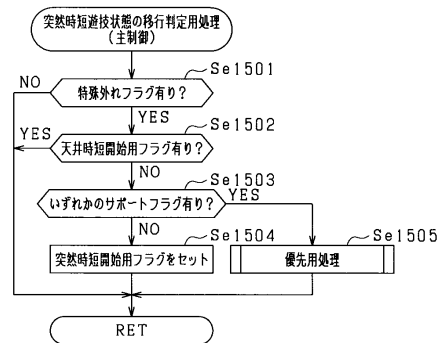 突然時短遊技状態の移行判定用処理
(主制御)
Se1501
NO
特殊外れフラグ有り?
YES
Se1502
YES
天井時短開始用フラグ有り?
NO
Se1503
いずれかのサポートフラグ有り?
YES
NO
Se1504
Se1505
突然時短開始用フラグをセット
優先用処理
RET